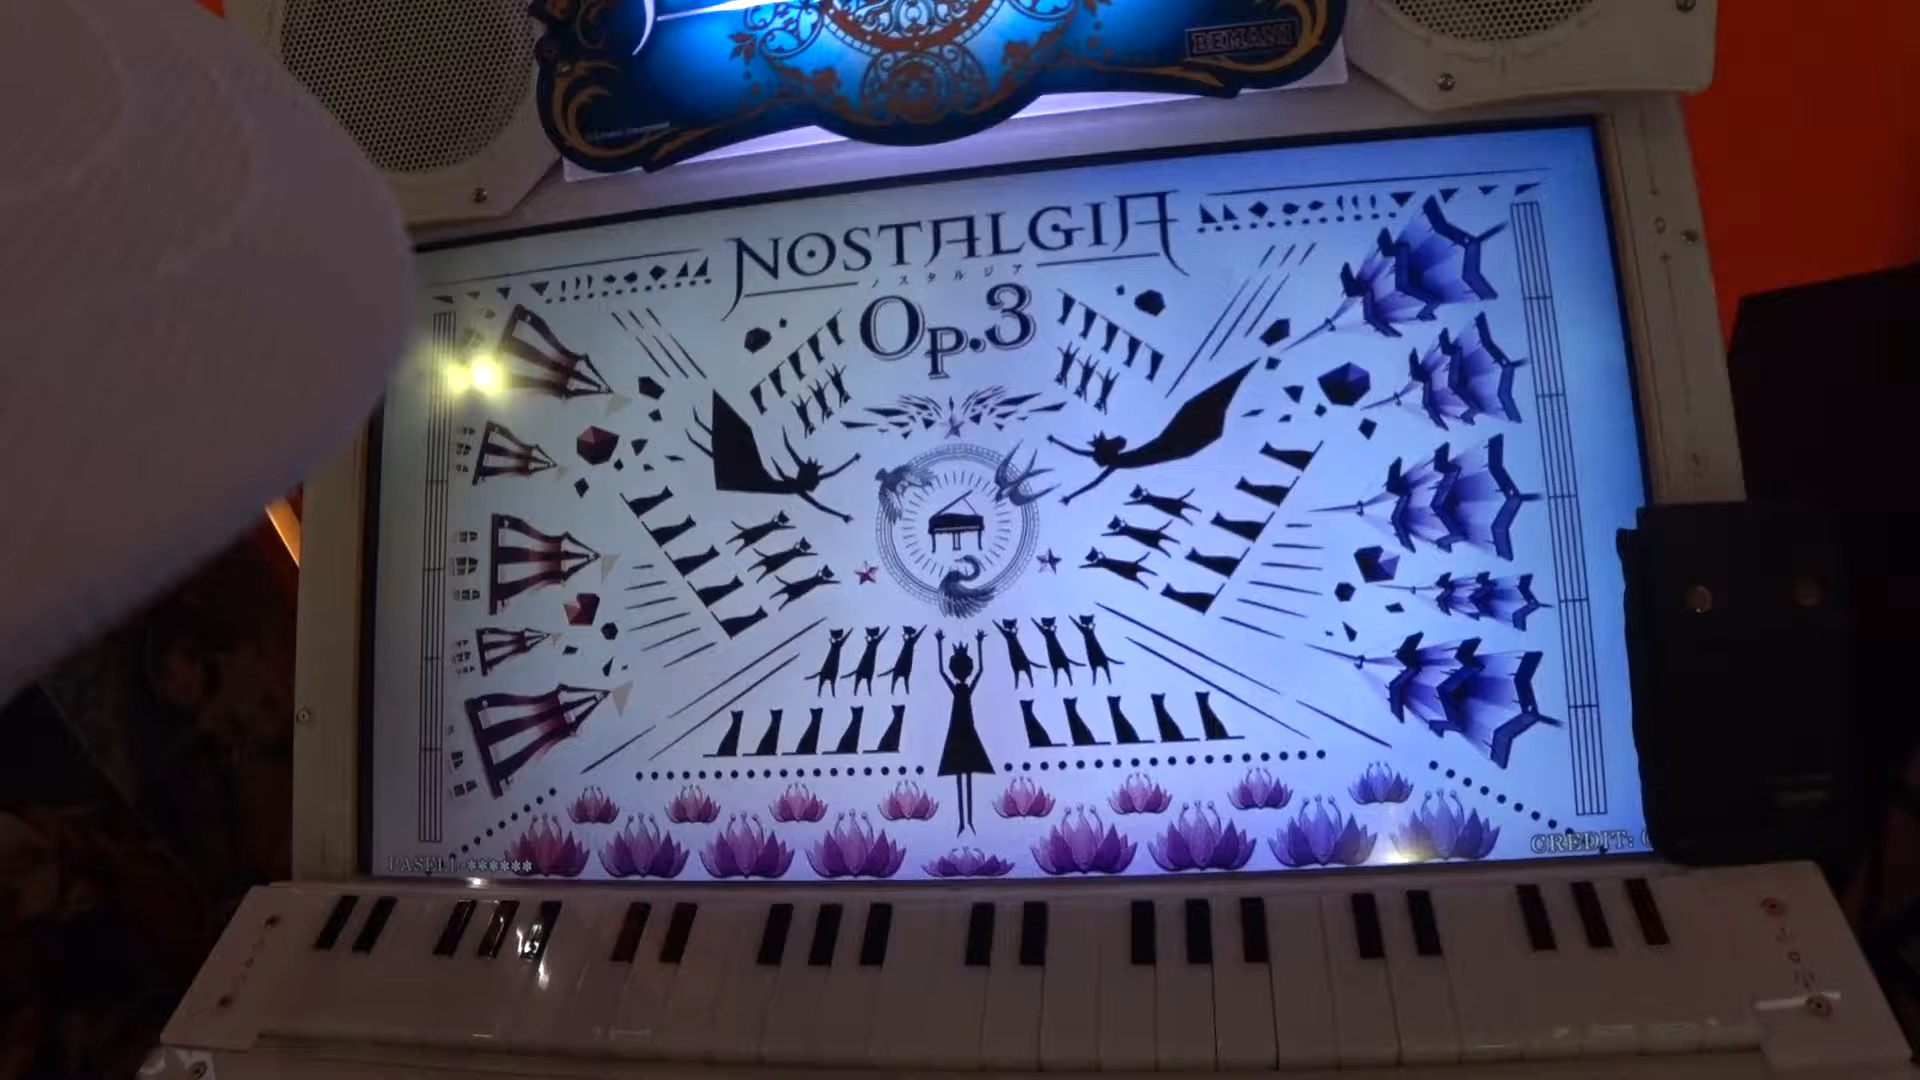 BEMANI
NOSTALGIA
ノスタルジア
Op.3
PASELI: ******
CREDIT: